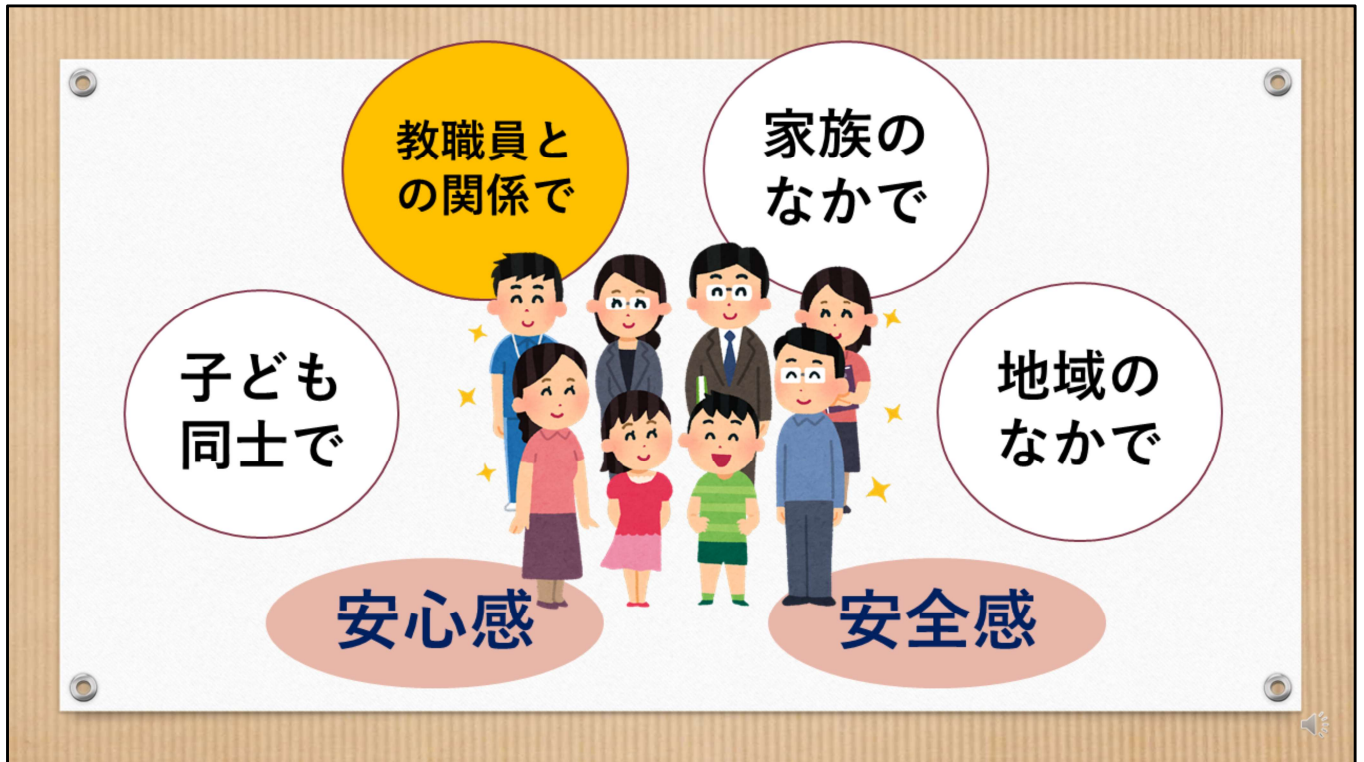 教職員と
の関係で
家族の
なかで
子ども
同士で
地域の
なかで
安心感
安全感